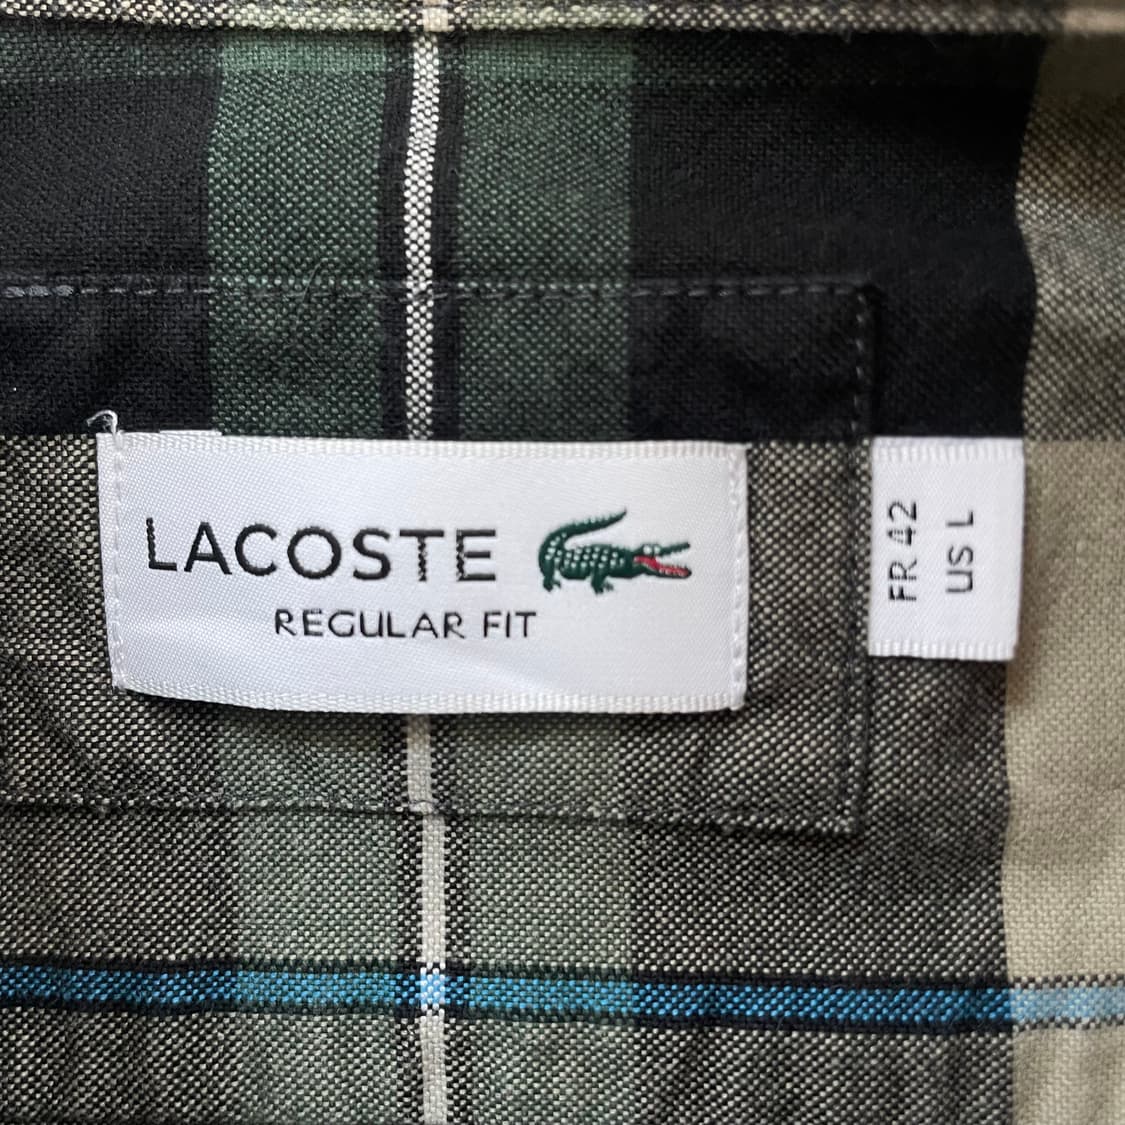 LACOSTE
REGULAR FIT
FR 42
US L